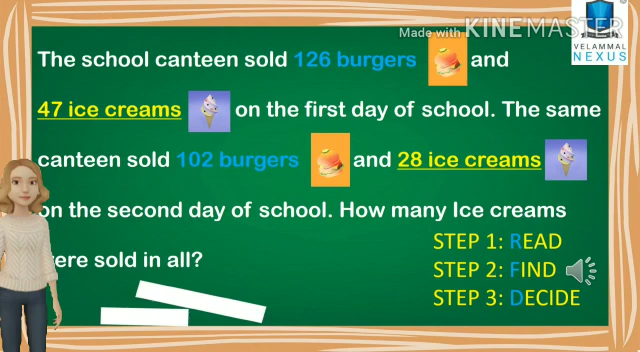 Made with KINEMASTER
VELAMMAL
NEXUS
The school canteen sold 126 burgers and
47 ice creams on the first day of school. The same
canteen sold 102 burgers and 28 ice creams
on the second day of school. How many Ice creams
were sold in all?
STEP 1: READ
STEP 2: FIND
STEP 3: DECIDE